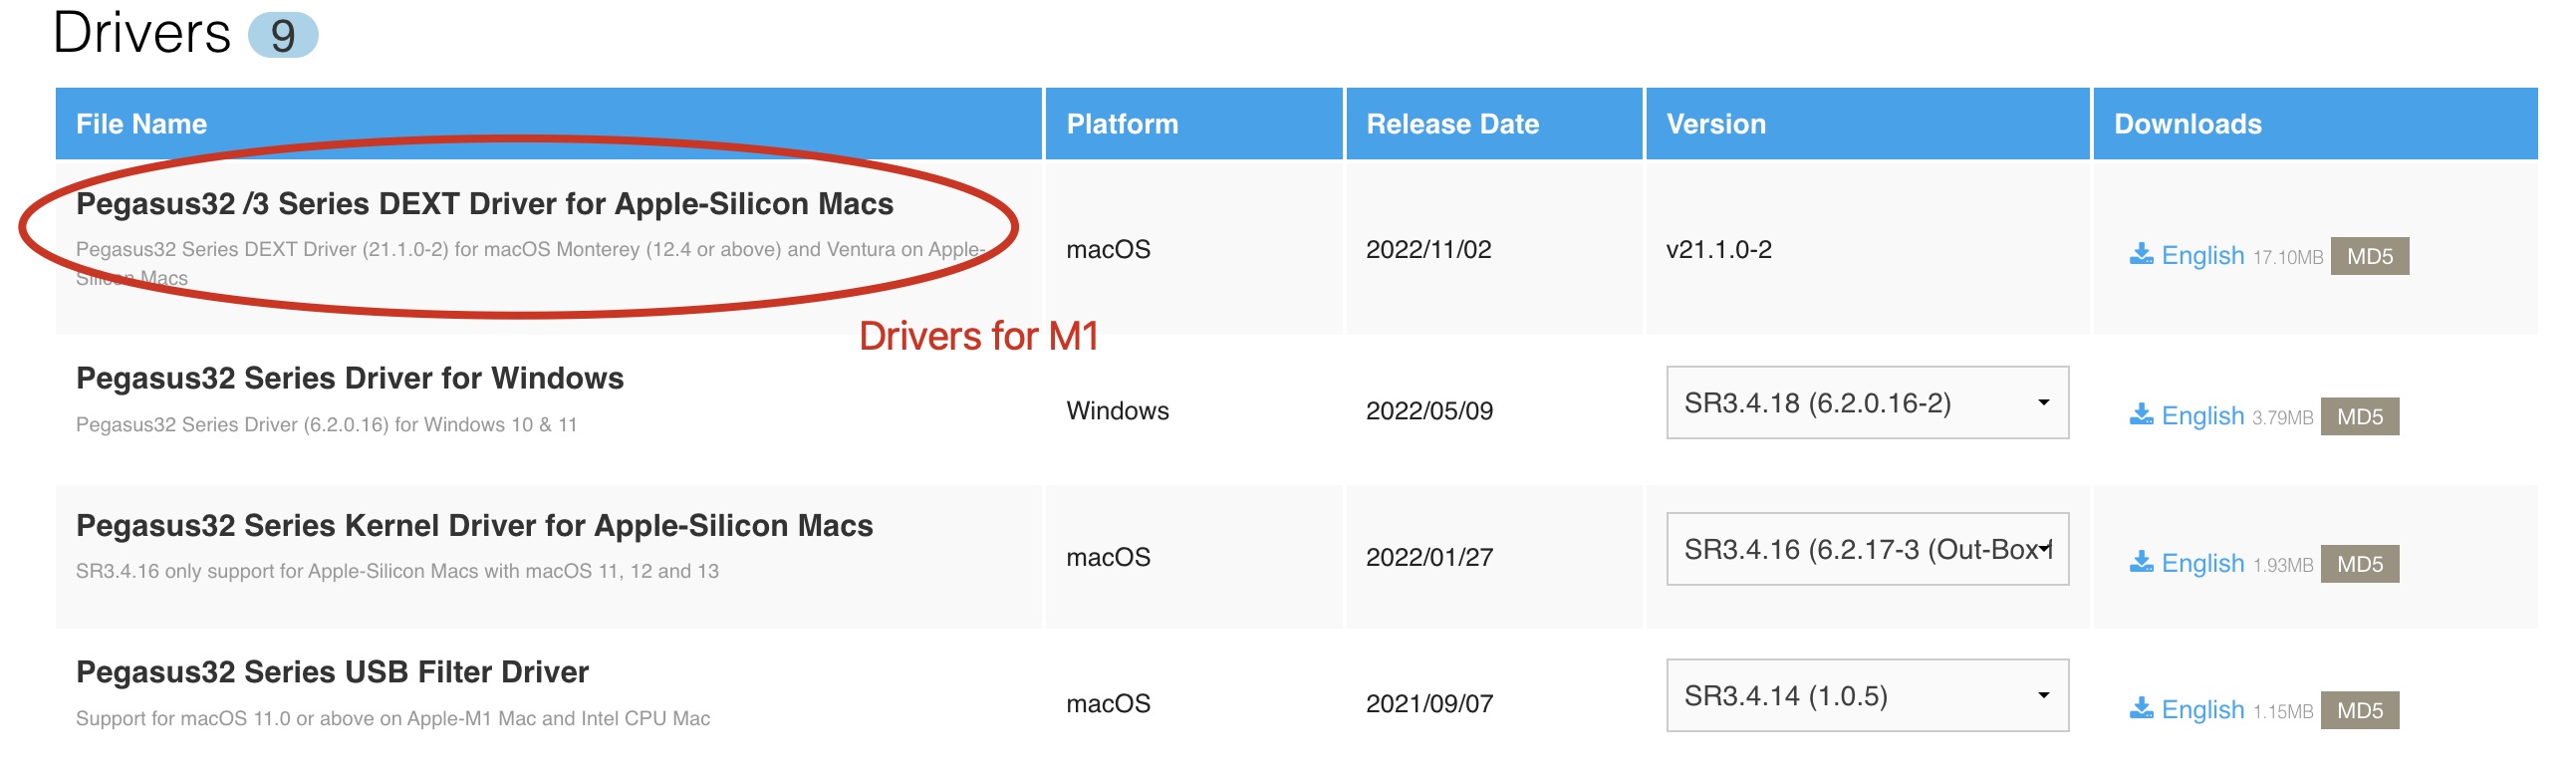 Drivers 9
File Name Platform Release Date Version Downloads
Pegasus32 /3 Series DEXT Driver for Apple-Silicon Macs
Pegasus32 Series DEXT Driver (21.1.0-2) for macOS Monterey (12.4 or above) and Ventura on Apple-
Silicon Macs
macOS 2022/11/02 v21.1.0-2 English 17.10MB MD5
Drivers for M1
Pegasus32 Series Driver for Windows
Pegasus32 Series Driver (6.2.0.16) for Windows 10 & 11
Windows 2022/05/09 SR3.4.18 (6.2.0.16-2) English 3.79MB MD5
Pegasus32 Series Kernel Driver for Apple-Silicon Macs
SR3.4.16 only support for Apple-Silicon Macs with macOS 11, 12 and 13
macOS 2022/01/27 SR3.4.16 (6.2.17-3 (Out-Box English 1.93MB MD5
Pegasus32 Series USB Filter Driver
Support for macOS 11.0 or above on Apple-M1 Mac and Intel CPU Mac
macOS 2021/09/07 SR3.4.14 (1.0.5) English 1.15MB MD5